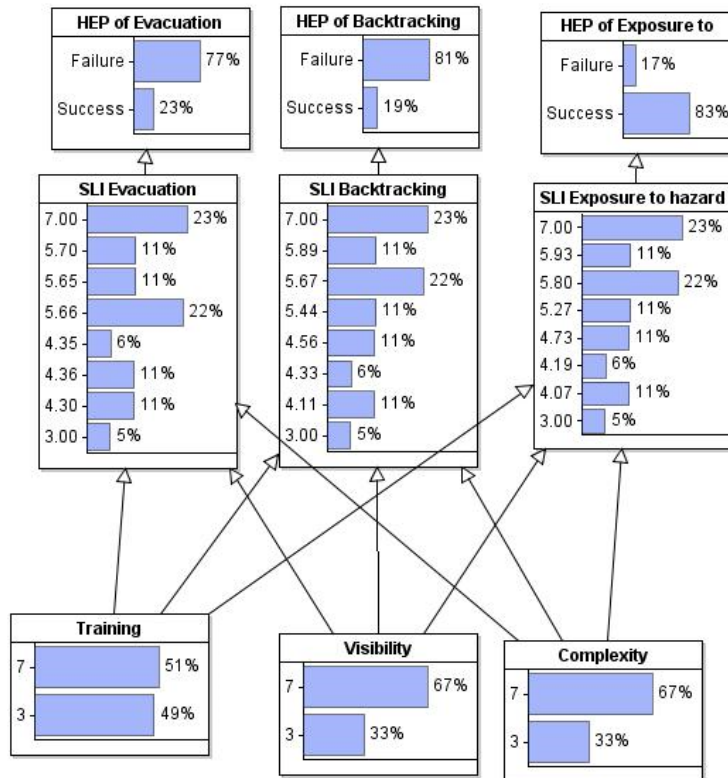 HEP of Evacuation
Failure 77%
Success 23%
HEP of Backtracking
Failure 81%
Success 19%
HEP of Exposure to
Failure 17%
Success 83%
SLI Evacuation
7.00 23%
5.70 11%
5.65 11%
5.66 22%
4.35 6%
4.36 11%
4.30 11%
3.00 5%
SLI Backtracking
7.00 23%
5.89 11%
5.67 22%
5.44 11%
4.56 11%
4.33 6%
4.11 11%
3.00 5%
SLI Exposure to hazard
7.00 23%
5.93 11%
5.80 22%
5.27 11%
4.73 11%
4.19 6%
4.07 11%
3.00 5%
Training
7 51%
3 49%
Visibility
7 67%
3 33%
Complexity
7 67%
3 33%